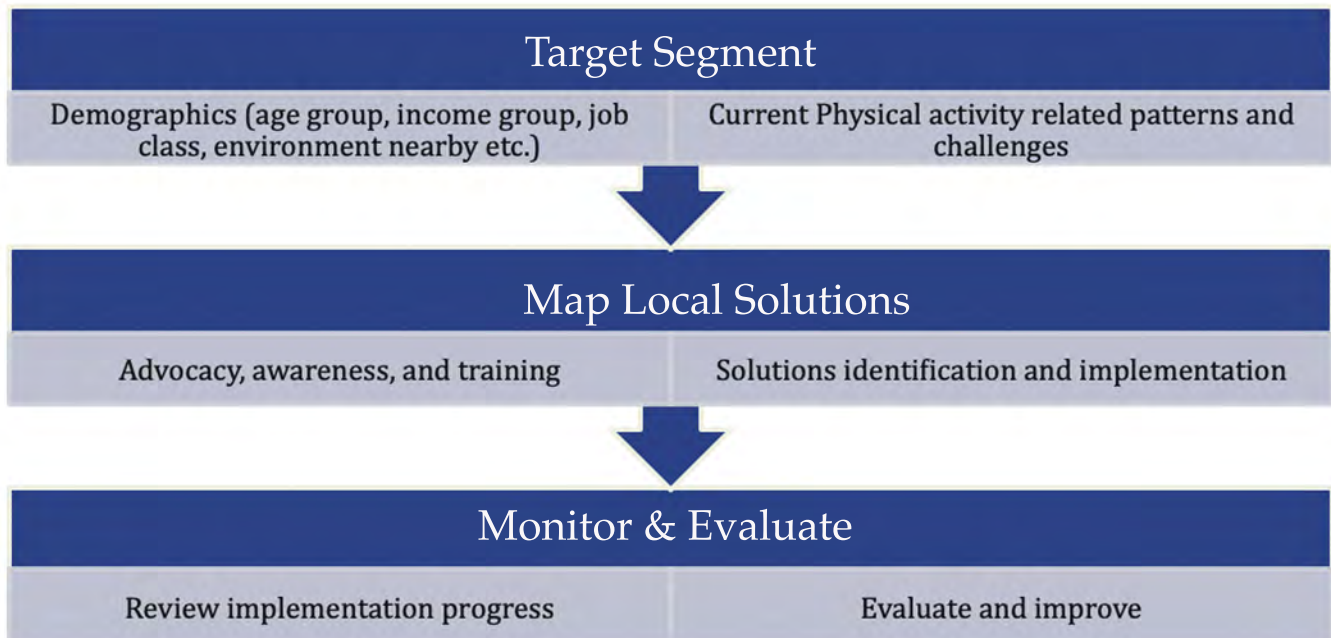 Target Segment
Demographics (age group, income group, job
class, environment nearby etc.)
Current Physical activity related patterns and
challenges
Map Local Solutions
Advocacy, awareness, and training
Solutions identification and implementation
Monitor & Evaluate
Review implementation progress
Evaluate and improve